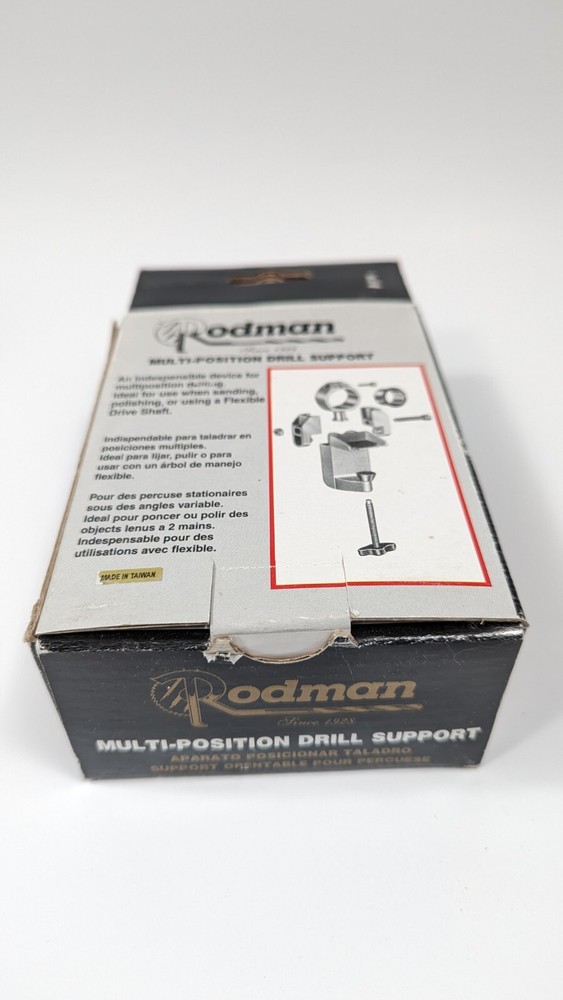 Rodman
Since 1928
MULTI-POSITION DRILL SUPPORT
An indespensible device for
multiposition drilling.
Ideal for use when sanding,
polishing, or using a Flexible
Drive Shaft.
Indispendable para taladrar en
posiciones multiples.
Ideal para lijar, pulir o para
usar con un árbol de manejo
flexible.
Pour des percuse stationaires
sous des angles variable.
Ideal pour poncer ou polir des
objects lenus a 2 mains.
Indespensable pour des
utilisations avec flexible.
MADE IN TAIWAN
Rodman
Since 1928
MULTI-POSITION DRILL SUPPORT
APARATO POSICIONAR TALADRO
SUPPORT ORENTABLE POUR PERCUESE